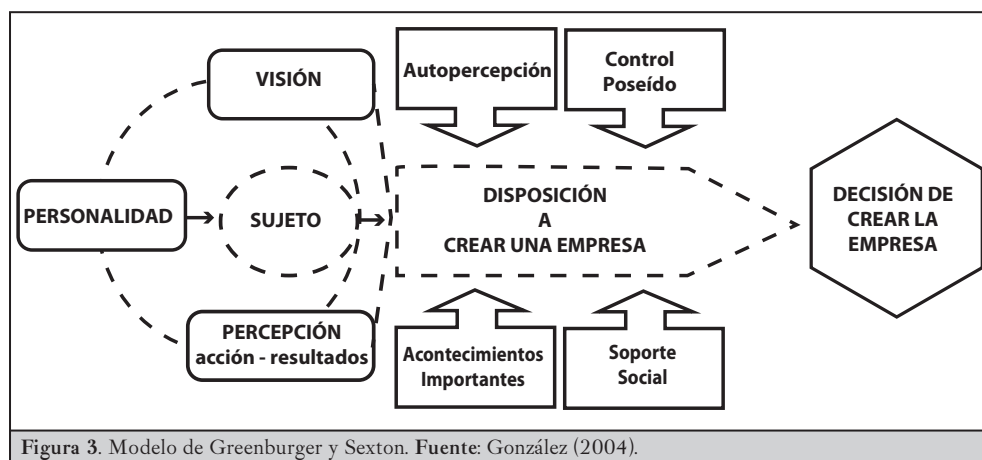 VISIÓN
Autopercepción
Control
Poseído
PERSONALIDAD
SUJETO
DISPOSICIÓN
A
CREAR UNA EMPRESA
DECISIÓN DE
CREAR LA
EMPRESA
PERCEPCIÓN
acción - resultados
Acontecimientos
Importantes
Soporte
Social
Figura 3. Modelo de Greenburger y Sexton. Fuente: González (2004).